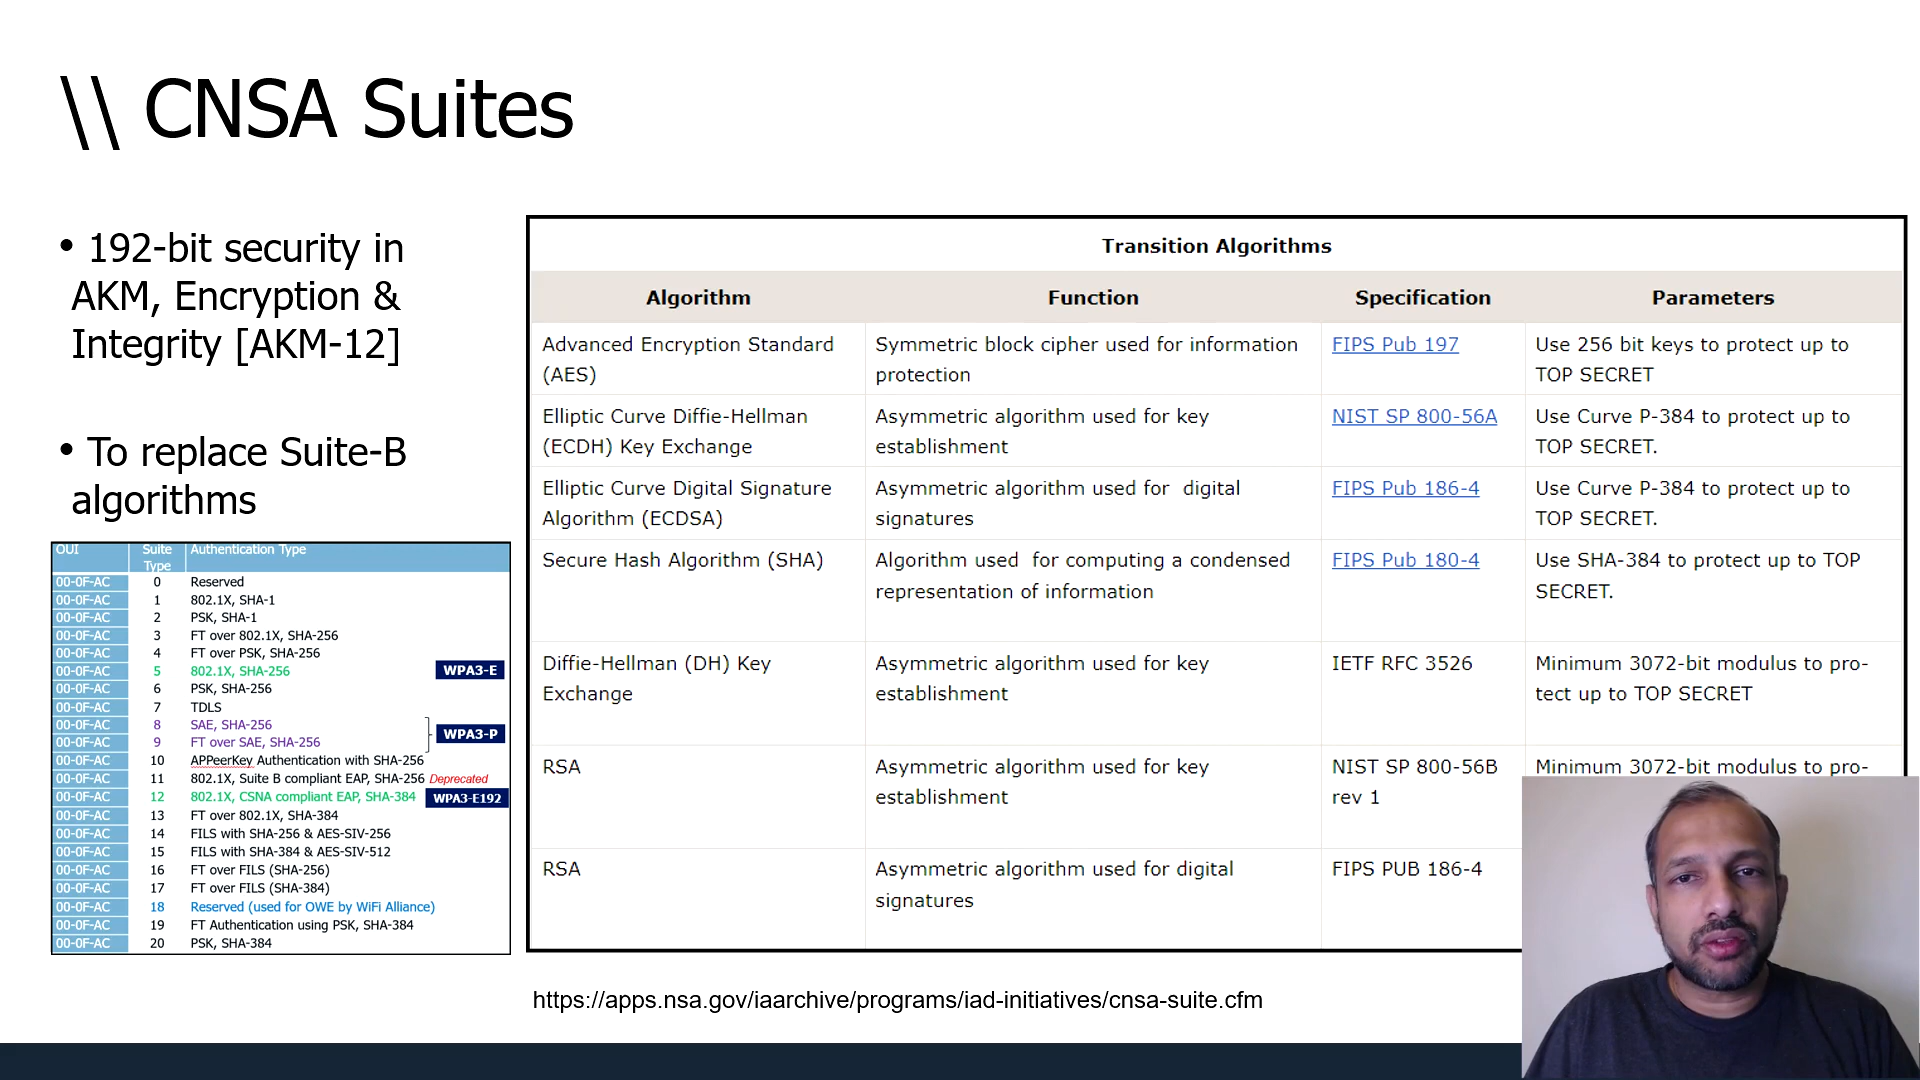 \\ CNSA Suites
• 192-bit security in
AKM, Encryption &
Integrity [AKM-12]
• To replace Suite-B
algorithms
OUI Suite Type Authentication Type
00-0F-AC 0 Reserved
00-0F-AC 1 802.1X, SHA-1
00-0F-AC 2 PSK, SHA-1
00-0F-AC 3 FT over 802.1X, SHA-256
00-0F-AC 4 FT over PSK, SHA-256
00-0F-AC 5 802.1X, SHA-256 WPA3-E
00-0F-AC 6 PSK, SHA-256
00-0F-AC 7 TDLS
00-0F-AC 8 SAE, SHA-256
WPA3-P
00-0F-AC 9 FT over SAE, SHA-256
00-0F-AC 10 APPeerKey Authentication with SHA-256
00-0F-AC 11 802.1X, Suite B compliant EAP, SHA-256 Deprecated
00-0F-AC 12 802.1X, CSNA compliant EAP, SHA-384 WPA3-E192
00-0F-AC 13 FT over 802.1X, SHA-384
00-0F-AC 14 FILS with SHA-256 & AES-SIV-256
00-0F-AC 15 FILS with SHA-384 & AES-SIV-512
00-0F-AC 16 FT over FILS (SHA-256)
00-0F-AC 17 FT over FILS (SHA-384)
00-0F-AC 18 Reserved (used for OWE by WiFi Alliance)
00-0F-AC 19 FT Authentication using PSK, SHA-384
00-0F-AC 20 PSK, SHA-384
Transition Algorithms
Algorithm Function Specification Parameters
Advanced Encryption Standard Symmetric block cipher used for information FIPS Pub 197 Use 256 bit keys to protect up to
(AES) protection TOP SECRET
Elliptic Curve Diffie-Hellman Asymmetric algorithm used for key NIST SP 800-56A Use Curve P-384 to protect up to
(ECDH) Key Exchange establishment TOP SECRET.
Elliptic Curve Digital Signature Asymmetric algorithm used for digital FIPS Pub 186-4 Use Curve P-384 to protect up to
Algorithm (ECDSA) signatures TOP SECRET.
Secure Hash Algorithm (SHA) Algorithm used for computing a condensed FIPS Pub 180-4 Use SHA-384 to protect up to TOP
representation of information SECRET.
Diffie-Hellman (DH) Key Asymmetric algorithm used for key IETF RFC 3526 Minimum 3072-bit modulus to pro-
Exchange establishment tect up to TOP SECRET
RSA Asymmetric algorithm used for key NIST SP 800-56B Minimum 3072-bit modulus to pro-
establishment rev 1
RSA Asymmetric algorithm used for digital FIPS PUB 186-4
signatures
https://apps.nsa.gov/iaarchive/programs/iad-initiatives/cnsa-suite.cfm